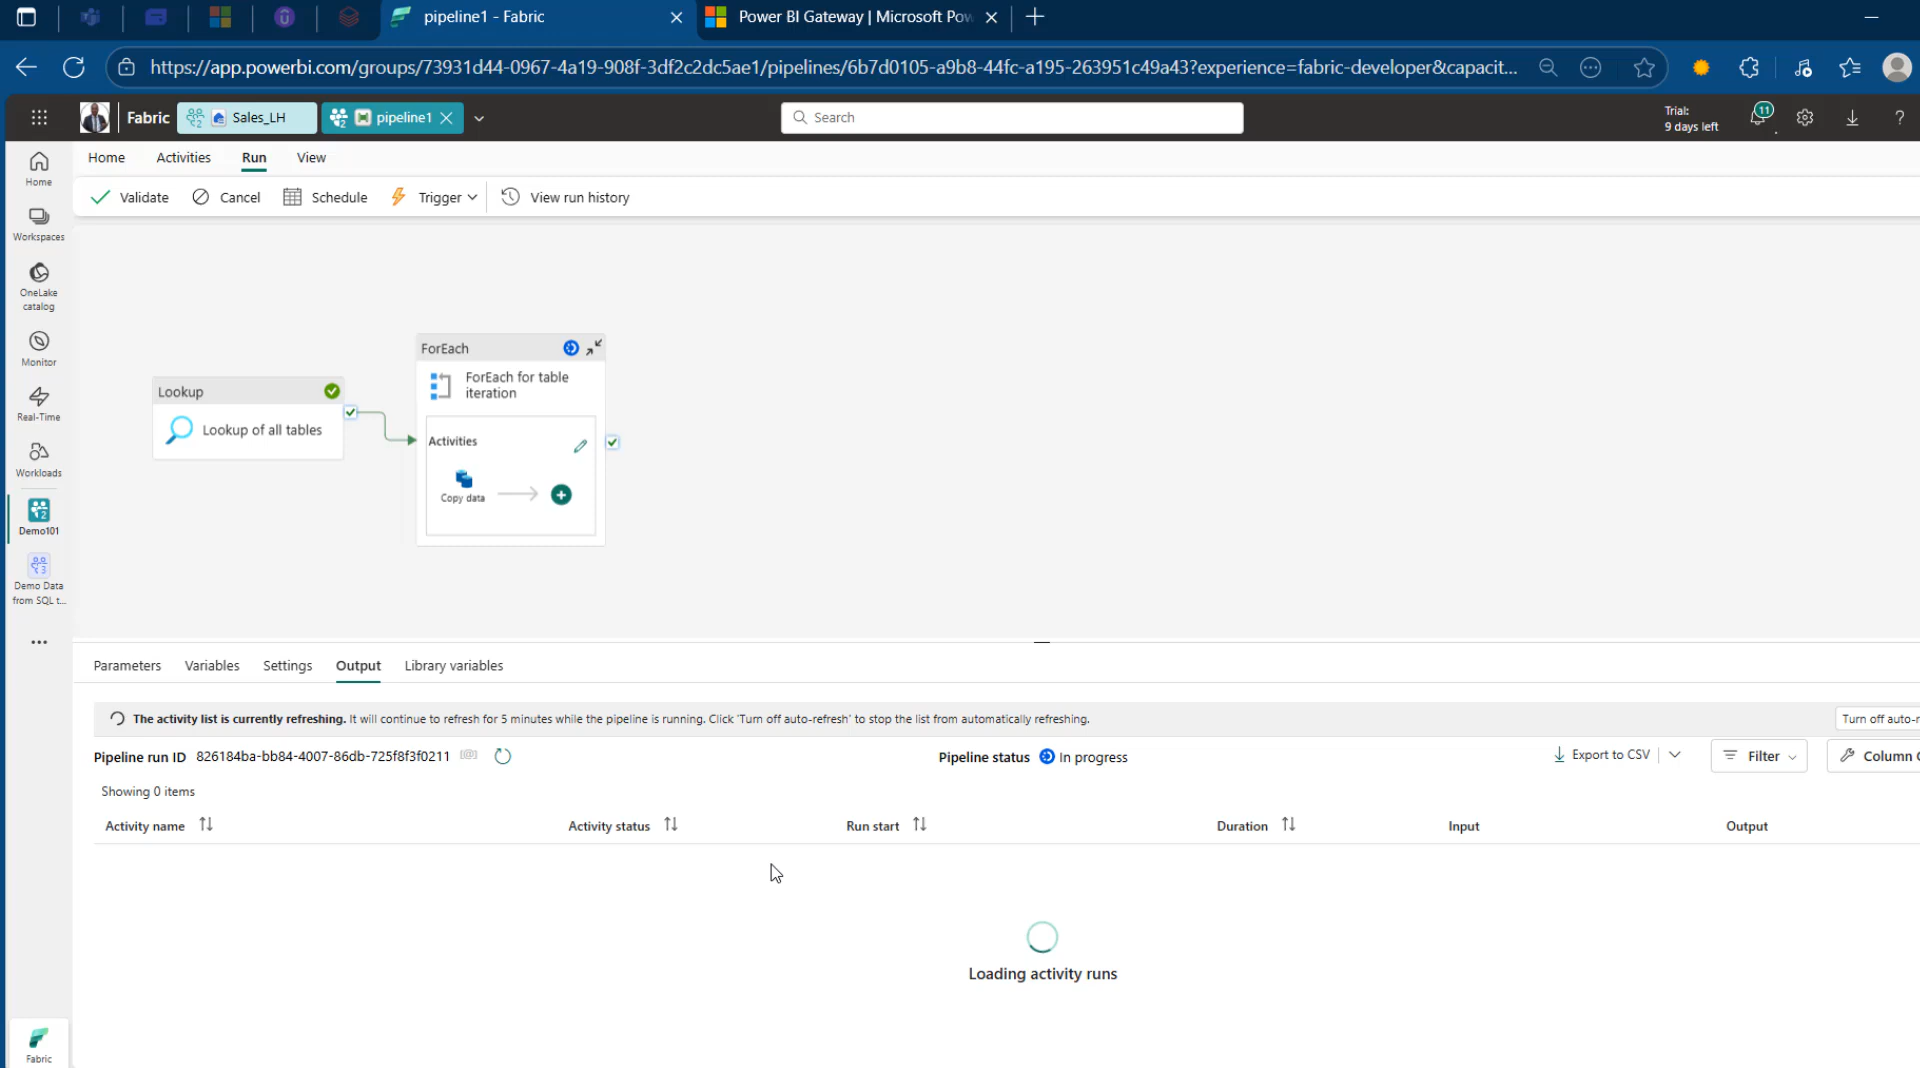 pipeline1 - Fabric
Power BI Gateway | Microsoft Pow
https://app.powerbi.com/groups/73931d44-0967-4a19-908f-3df2c2dc5ae1/pipelines/6b7d0105-a9b8-44fc-a195-263951c49a43?experience=fabric-developer&capacit...
Fabric
Sales_LH
pipeline1
Search
Trial:
9 days left
11
?
Home
Activities
Run
View
Validate
Cancel
Schedule
Trigger
View run history
Home
Workspaces
OneLake
catalog
Monitor
Real-Time
Workloads
Demo101
Demo Data
from SQL t...
Fabric
Lookup
Lookup of all tables
ForEach
ForEach for table
iteration
Activities
Copy data
Parameters
Variables
Settings
Output
Library variables
The activity list is currently refreshing. It will continue to refresh for 5 minutes while the pipeline is running. Click 'Turn off auto-refresh' to stop the list from automatically refreshing.
Turn off auto-r
Pipeline run ID 826184ba-bb84-4007-86db-725f8f3f0211
Pipeline status In progress
Export to CSV
Filter
Column
Showing 0 items
Activity name
Activity status
Run start
Duration
Input
Output
Loading activity runs